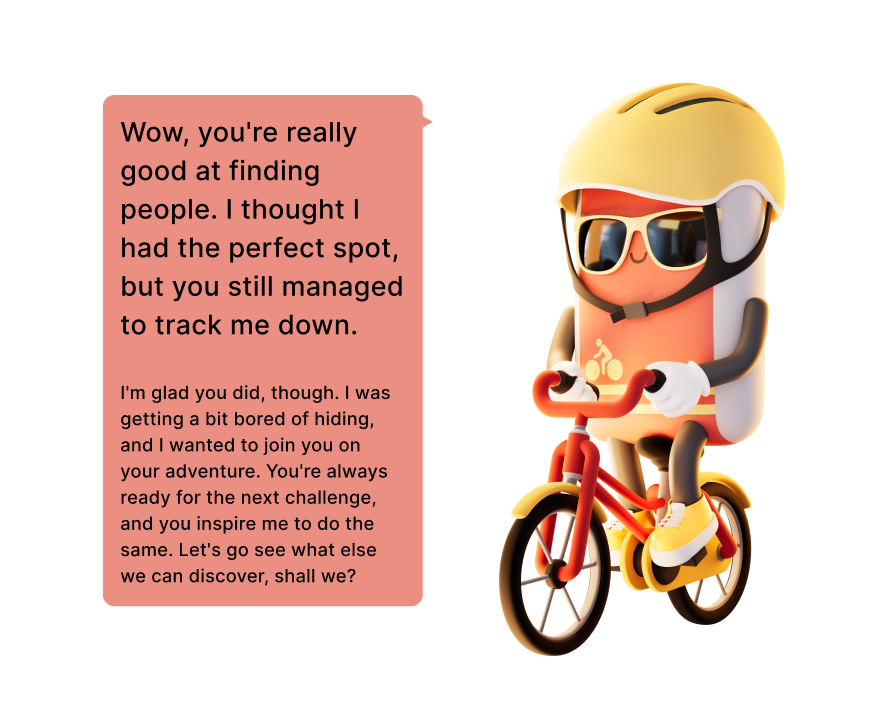 Wow, you're really
good at finding
people. I thought I
had the perfect spot,
but you still managed
to track me down.
I'm glad you did, though. I was
getting a bit bored of hiding,
and I wanted to join you on
your adventure. You're always
ready for the next challenge,
and you inspire me to do the
same. Let's go see what else
we can discover, shall we?